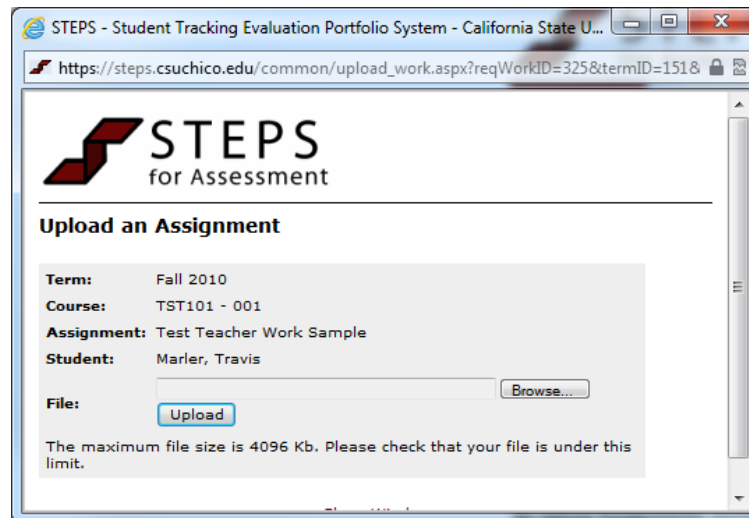 STEPS - Student Tracking Evaluation Portfolio System - California State U...
https://steps.csuchico.edu/common/upload_work.aspx?reqWorkID=325&termID=151&
STEPS
for Assessment
Upload an Assignment
Term: Fall 2010
Course: TST101 - 001
Assignment: Test Teacher Work Sample
Student: Marler, Travis
File: Browse...
Upload
The maximum file size is 4096 Kb. Please check that your file is under this
limit.